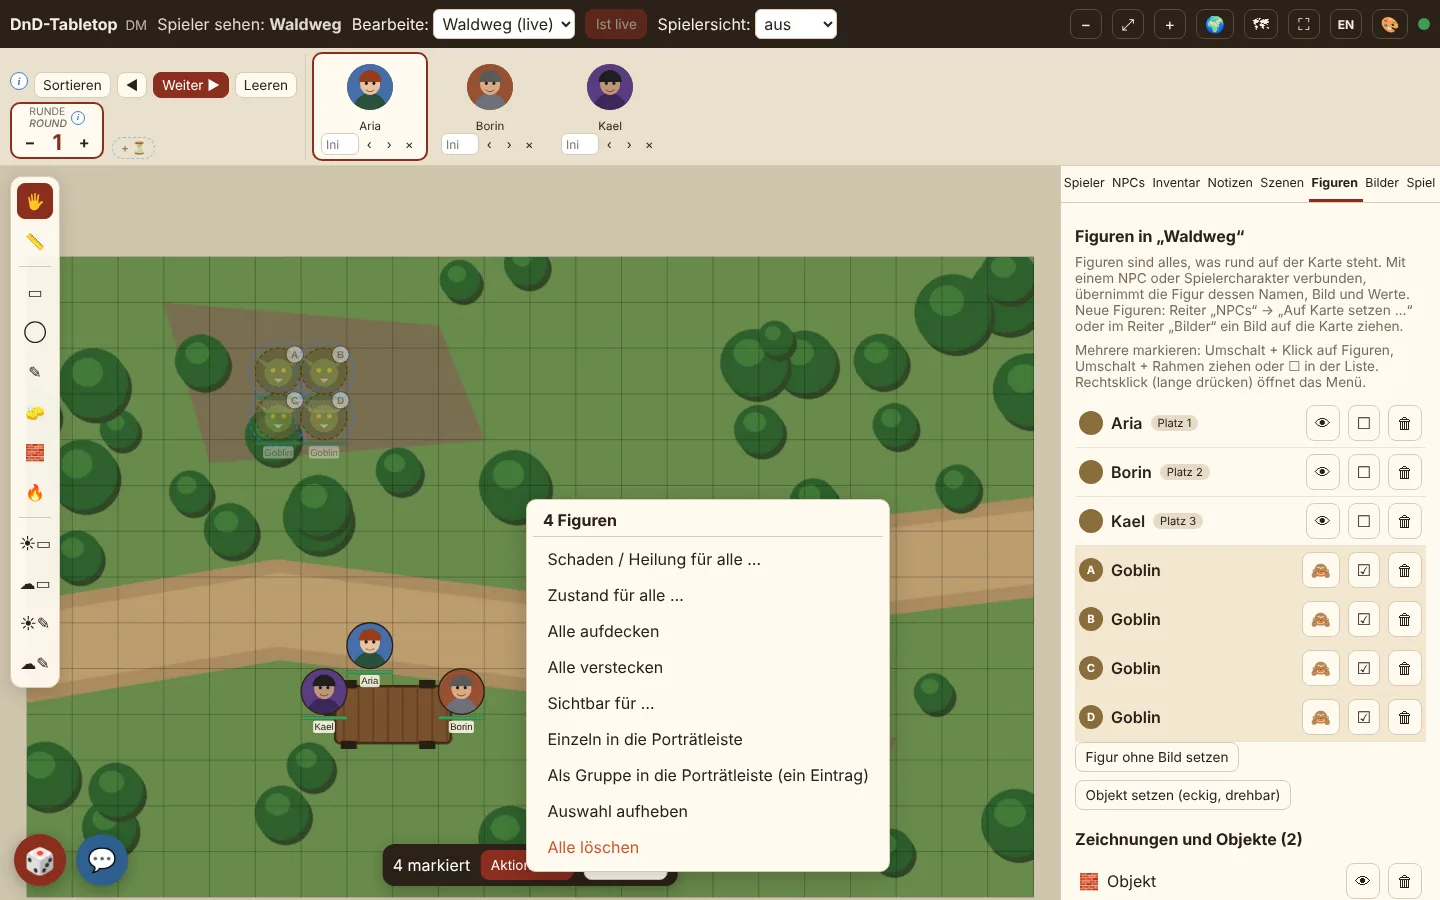 DnD-Tabletop DM Spieler sehen: Waldweg Bearbeite: Waldweg (live) Ist live Spielersicht: aus EN
Sortieren Weiter Leeren
RUNDE
ROUND
− 1 +
Aria
Ini
Borin
Ini
Kael
Ini
Spieler NPCs Inventar Notizen Szenen Figuren Bilder Spiel
Figuren in „Waldweg“
Figuren sind alles, was rund auf der Karte steht. Mit
einem NPC oder Spielercharakter verbunden,
übernimmt die Figur dessen Namen, Bild und Werte.
Neue Figuren: Reiter „NPCs“ → „Auf Karte setzen …“
oder im Reiter „Bilder“ ein Bild auf die Karte ziehen.
Mehrere markieren: Umschalt + Klick auf Figuren,
Umschalt + Rahmen ziehen oder ☐ in der Liste.
Rechtsklick (lange drücken) öffnet das Menü.
Aria Platz 1
Borin Platz 2
Kael Platz 3
A Goblin
B Goblin
C Goblin
D Goblin
Figur ohne Bild setzen
Objekt setzen (eckig, drehbar)
Zeichnungen und Objekte (2)
Objekt
A B
C D
Goblin Goblin
Aria
Kael
Borin
4 Figuren
Schaden / Heilung für alle …
Zustand für alle …
Alle aufdecken
Alle verstecken
Sichtbar für …
Einzeln in die Porträtleiste
Als Gruppe in die Porträtleiste (ein Eintrag)
Auswahl aufheben
Alle löschen
4 markiert